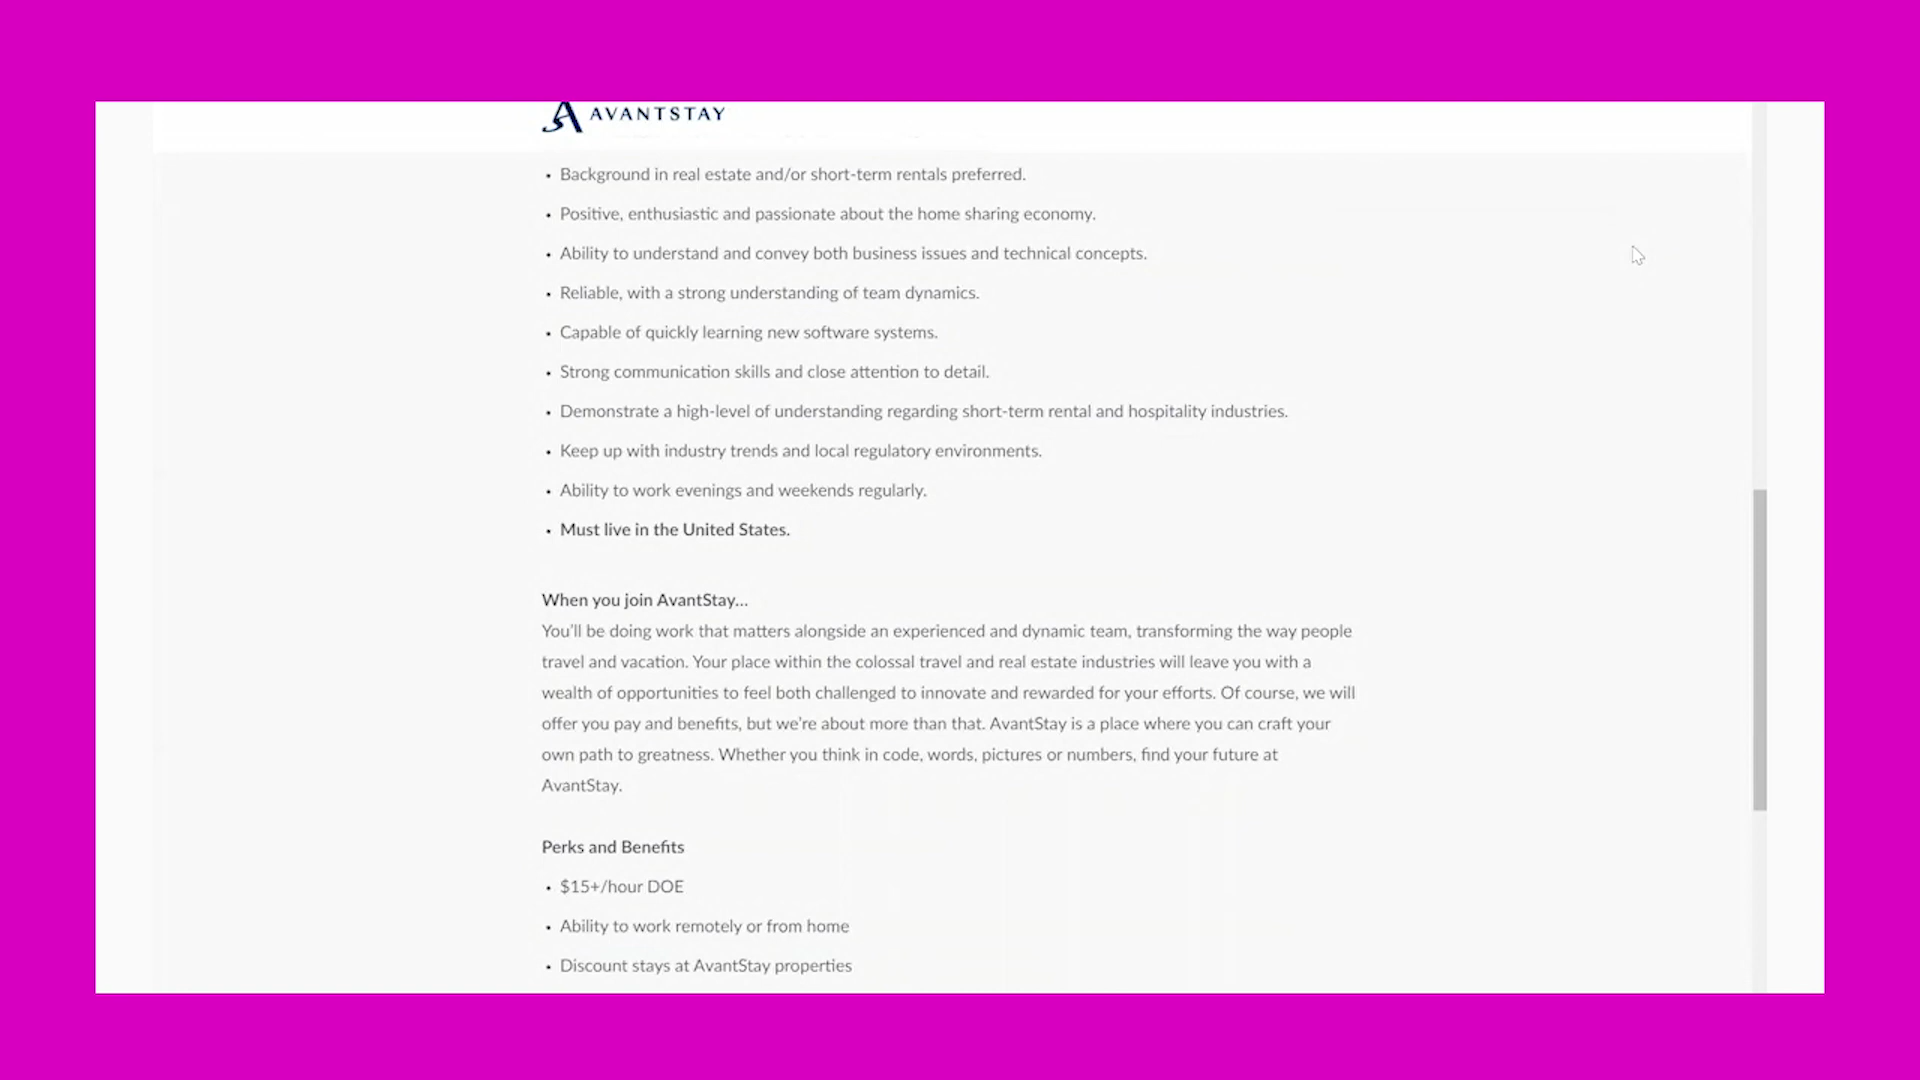 AVANTSTAY
• Background in real estate and/or short-term rentals preferred.
• Positive, enthusiastic and passionate about the home sharing economy.
• Ability to understand and convey both business issues and technical concepts.
• Reliable, with a strong understanding of team dynamics.
• Capable of quickly learning new software systems.
• Strong communication skills and close attention to detail.
• Demonstrate a high-level of understanding regarding short-term rental and hospitality industries.
• Keep up with industry trends and local regulatory environments.
• Ability to work evenings and weekends regularly.
• Must live in the United States.
When you join AvantStay...
You'll be doing work that matters alongside an experienced and dynamic team, transforming the way people
travel and vacation. Your place within the colossal travel and real estate industries will leave you with a
wealth of opportunities to feel both challenged to innovate and rewarded for your efforts. Of course, we will
offer you pay and benefits, but we're about more than that. AvantStay is a place where you can craft your
own path to greatness. Whether you think in code, words, pictures or numbers, find your future at
AvantStay.
Perks and Benefits
• $15+/hour DOE
• Ability to work remotely or from home
• Discount stays at AvantStay properties